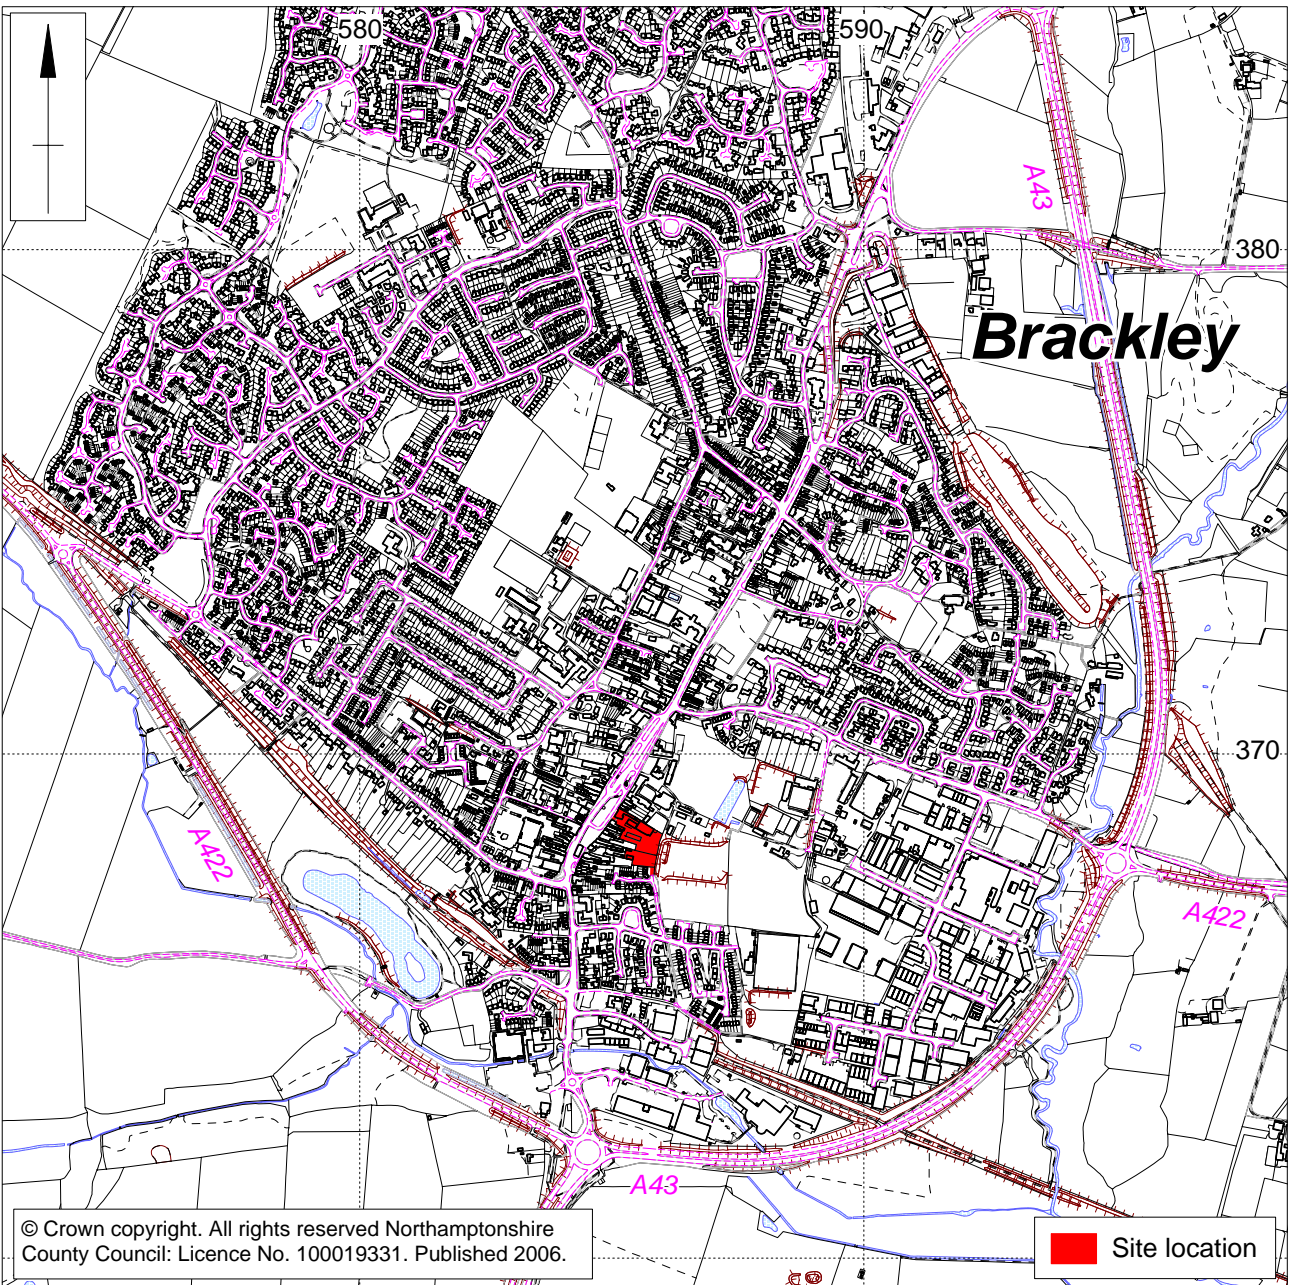 580
590
A43
380
Brackley
370
A422
A422
A43
© Crown copyright. All rights reserved Northamptonshire
County Council: Licence No. 100019331. Published 2006.
Site location